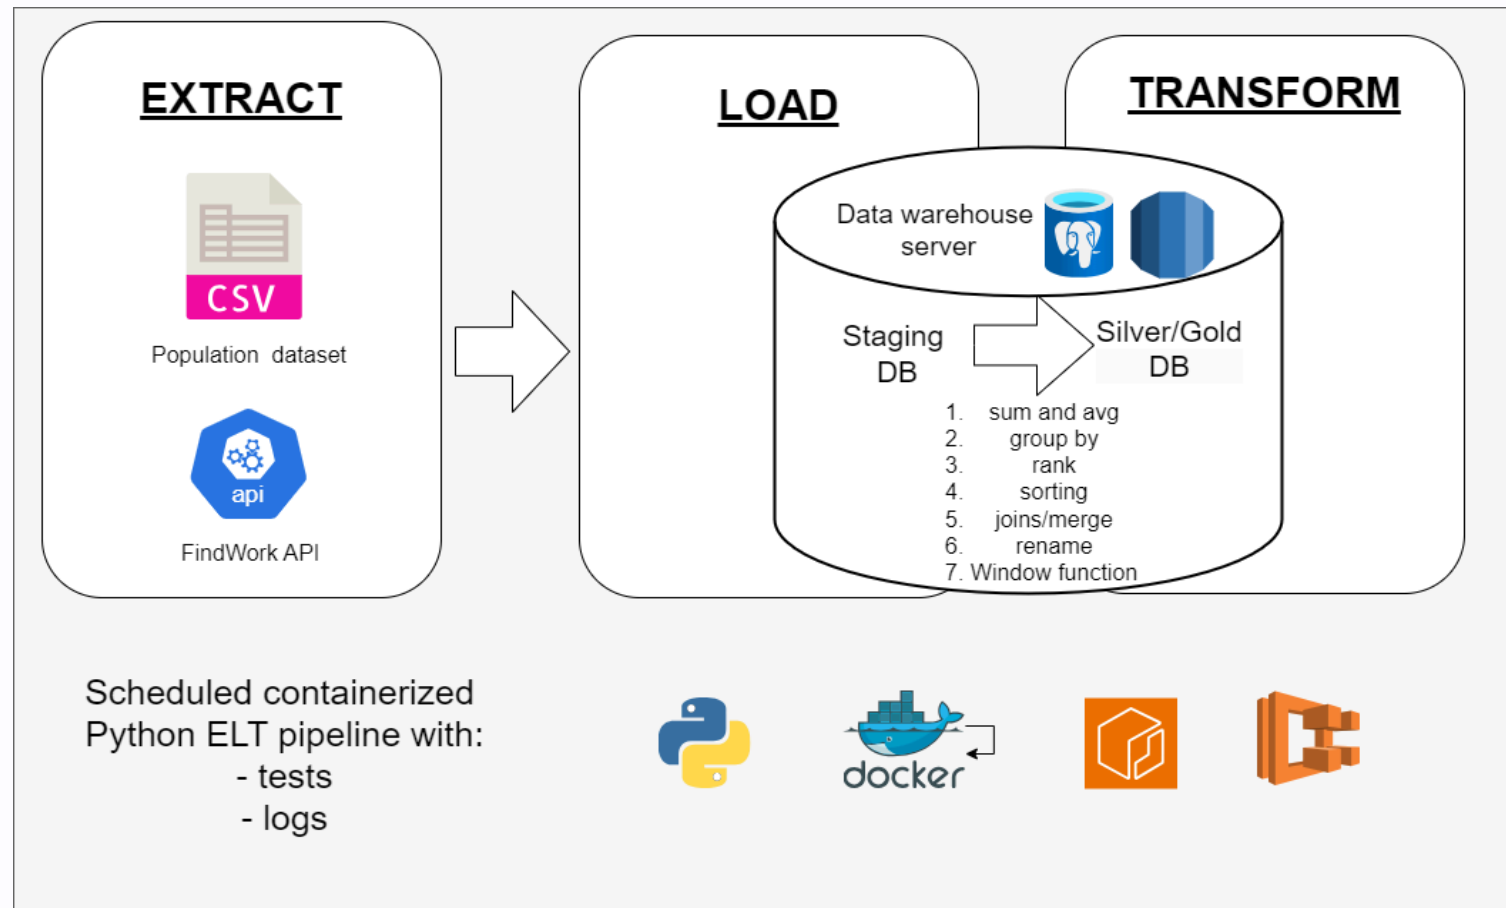 EXTRACT
CSV
Population dataset
api
FindWork API
LOAD
TRANSFORM
Data warehouse
server
Staging
DB
Silver/Gold
DB
1. sum and avg
2. group by
3. rank
4. sorting
5. joins/merge
6. rename
7. Window function
Scheduled containerized
Python ELT pipeline with:
- tests
- logs
docker